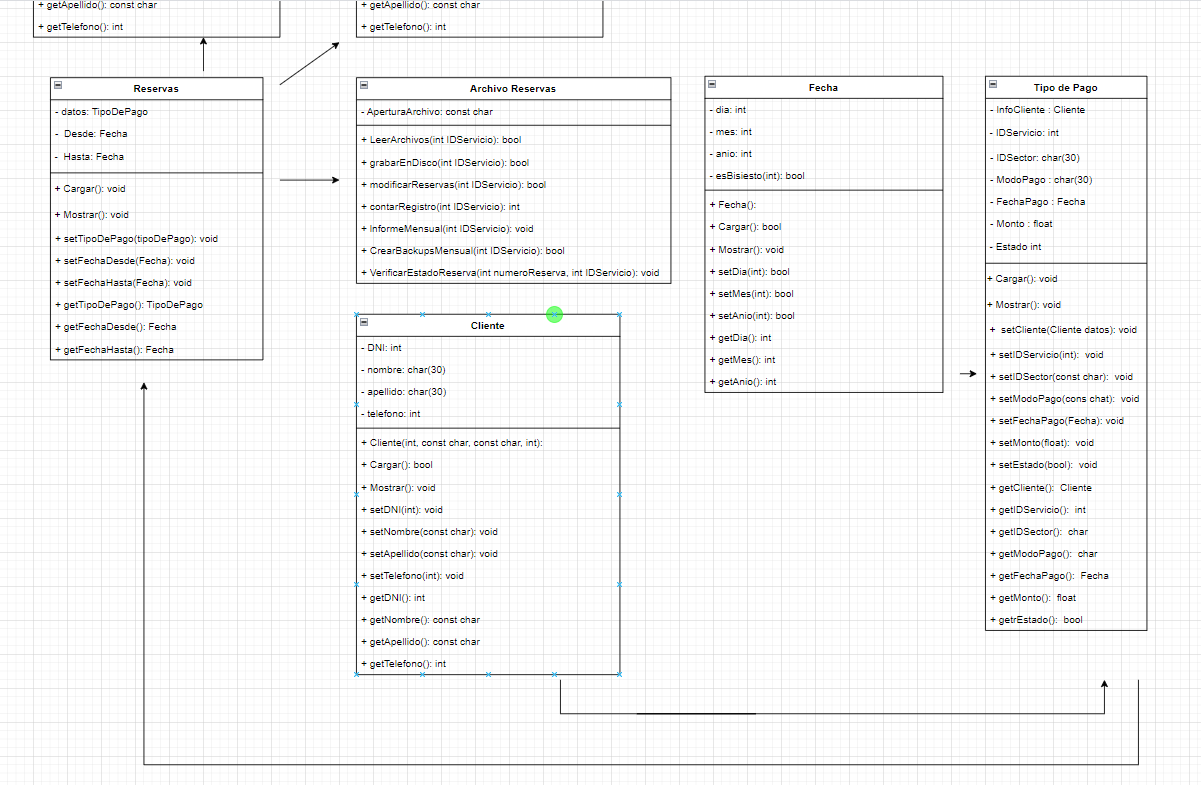 + getApellido(): const char
+ getTelefono(): int
+ getApellido(): const char
+ getTelefono(): int
Reservas
- datos: TipoDePago
- Desde: Fecha
- Hasta: Fecha
+ Cargar(): void
+ Mostrar(): void
+ setTipoDePago(tipoDePago): void
+ setFechaDesde(Fecha): void
+ setFechaHasta(Fecha): void
+ getTipoDePago(): TipoDePago
+ getFechaDesde(): Fecha
+ getFechaHasta(): Fecha
Archivo Reservas
- AperturaArchivo: const char
+ LeerArchivos(int IDServicio): bool
+ grabarEnDisco(int IDServicio): bool
+ modificarReservas(int IDServicio): bool
+ contarRegistro(int IDServicio): int
+ InformeMensual(int IDServicio): void
+ CrearBackupsMensual(int IDServicio): bool
+ VerificarEstadoReserva(int numeroReserva, int IDServicio): void
Cliente
- DNI: int
- nombre: char(30)
- apellido: char(30)
- telefono: int
+ Cliente(int, const char, const char, int):
+ Cargar(): bool
+ Mostrar(): void
+ setDNI(int): void
+ setNombre(const char): void
+ setApellido(const char): void
+ setTelefono(int): void
+ getDNI(): int
+ getNombre(): const char
+ getApellido(): const char
+ getTelefono(): int
Fecha
- dia: int
- mes: int
- anio: int
- esBisiesto(int): bool
+ Fecha():
+ Cargar(): bool
+ Mostrar(): void
+ setDia(int): bool
+ setMes(int): bool
+ setAnio(int): bool
+ getDia(): int
+ getMes(): int
+ getAnio(): int
Tipo de Pago
- InfoCliente : Cliente
- IDServicio: int
- IDSector: char(30)
- ModoPago : char(30)
- FechaPago : Fecha
- Monto : float
- Estado int
+ Cargar(): void
+ Mostrar(): void
+ setCliente(Cliente datos): void
+ setIDServicio(int): void
+ setIDSector(const char): void
+ setModoPago(cons chat): void
+ setFechaPago(Fecha): void
+ setMonto(float): void
+ setEstado(bool): void
+ getCliente(): Cliente
+ getIDServicio(): int
+ getIDSector(): char
+ getModoPago(): char
+ getFechaPago(): Fecha
+ getMonto(): float
+ getrEstado(): bool